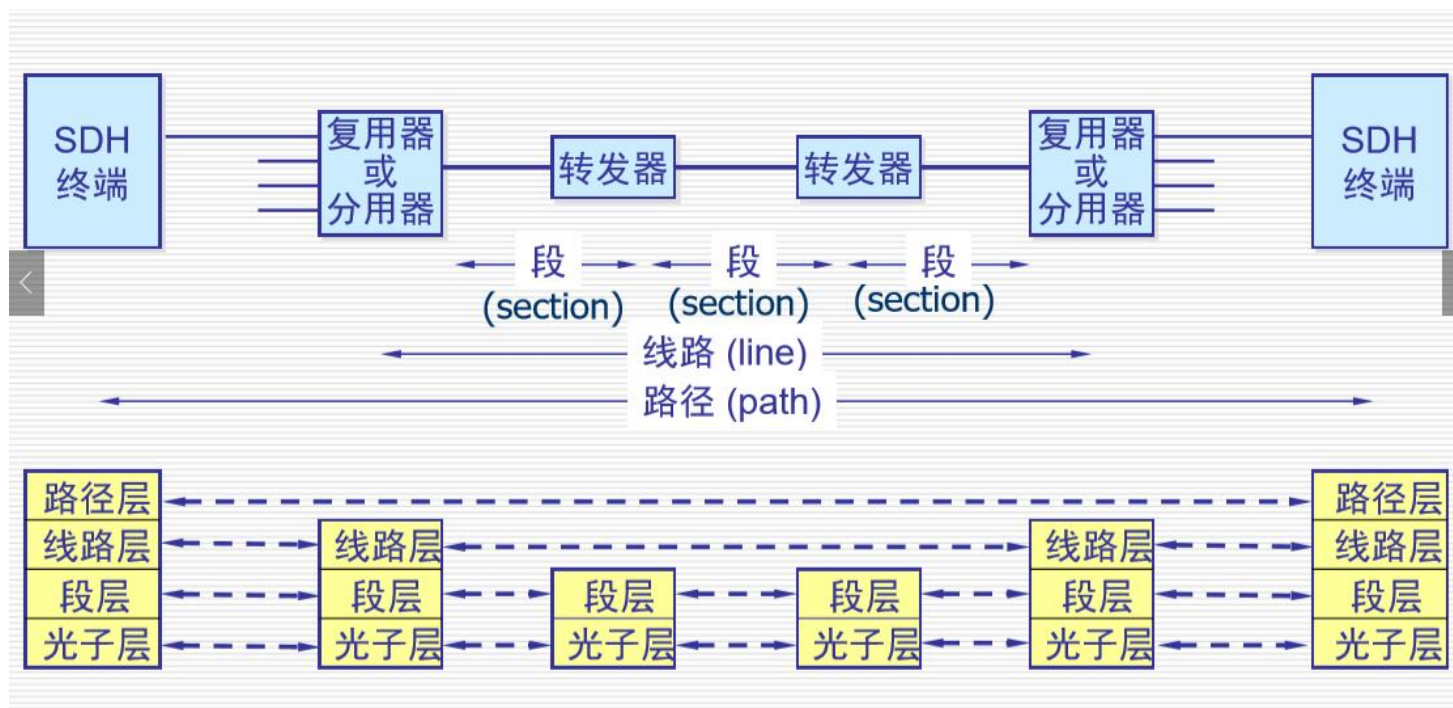 SDH
终端
复用器
或
分用器
转发器
转发器
复用器
或
分用器
SDH
终端
段
(section)
段
(section)
段
(section)
线路 (line)
路径 (path)
路径层
路径层
线路层
线路层
线路层
线路层
段层
段层
段层
段层
段层
段层
光子层
光子层
光子层
光子层
光子层
光子层